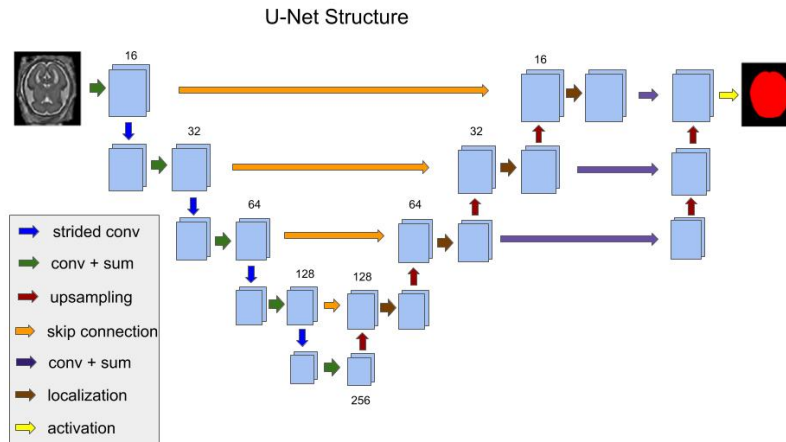 U-Net Structure
16
16
32
32
64
64
128
128
256
strided conv
conv + sum
upsampling
skip connection
conv + sum
localization
activation